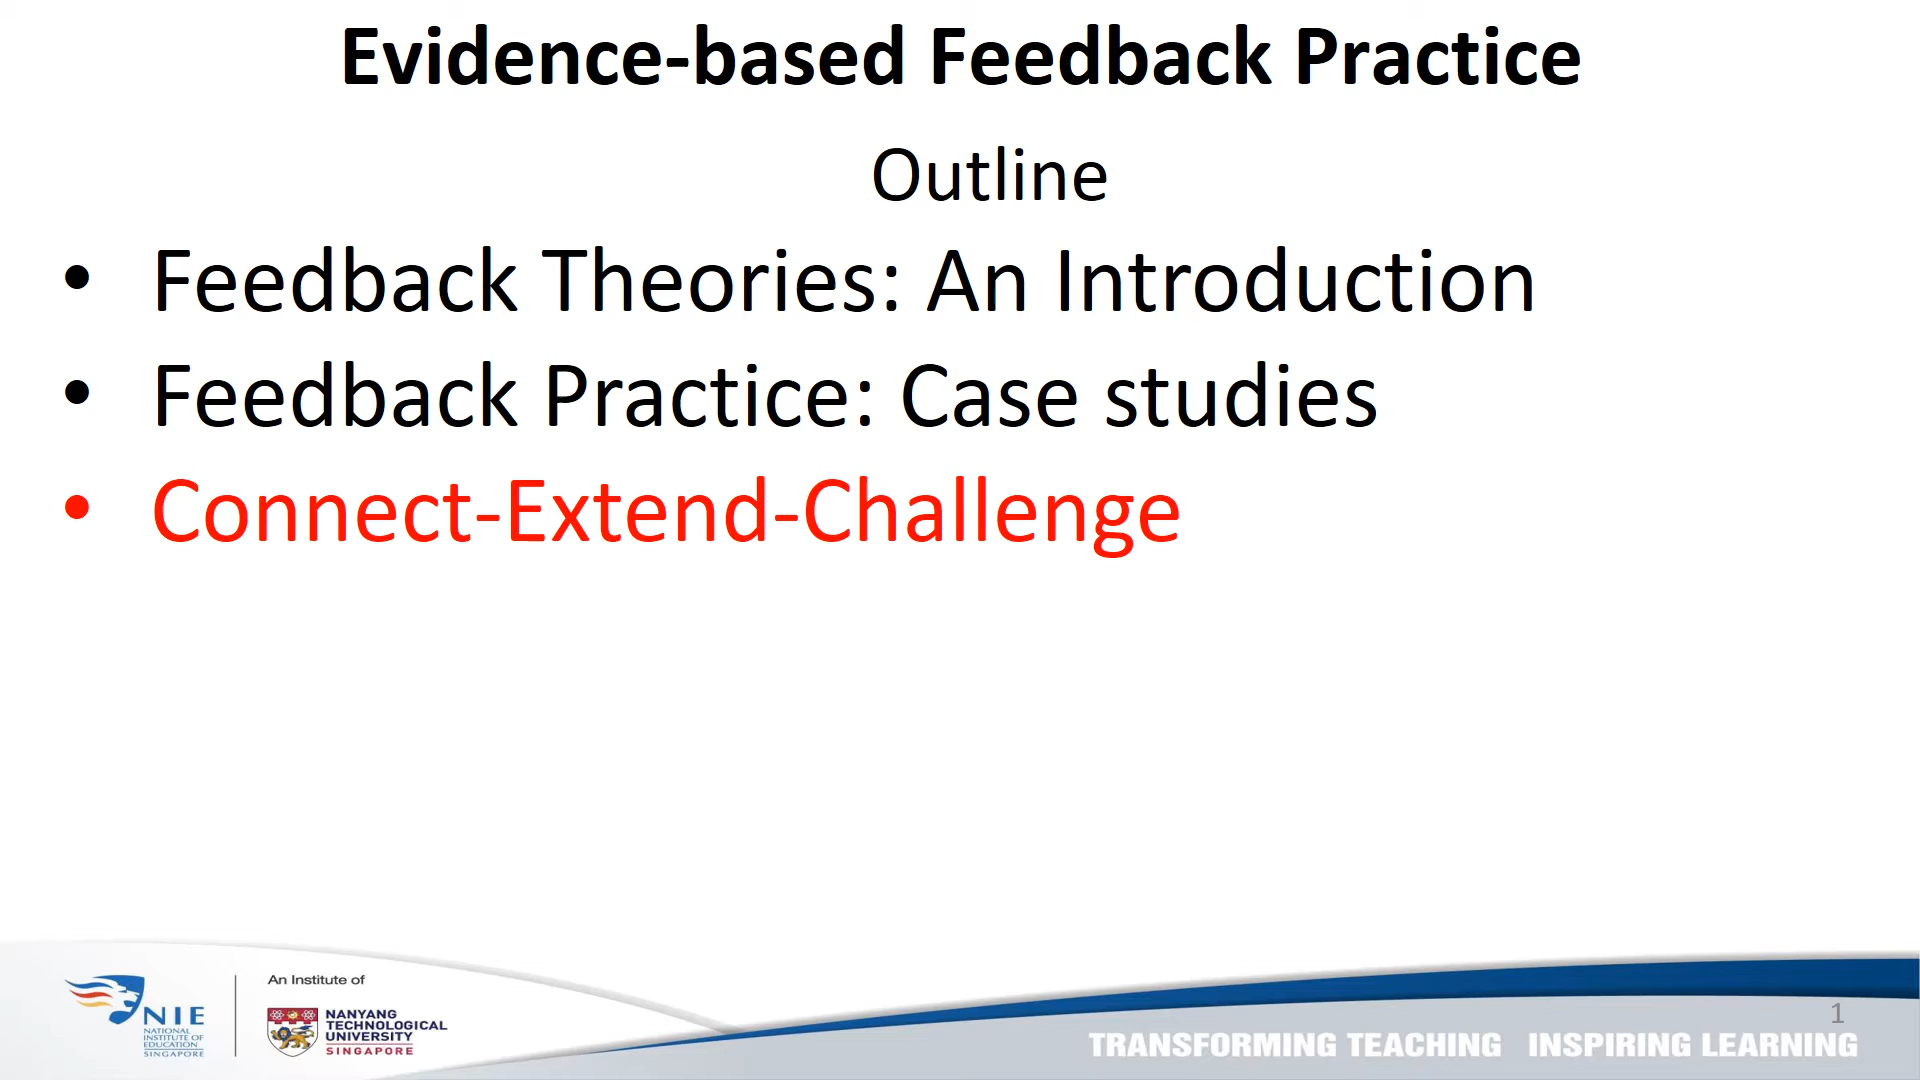 Evidence-based Feedback Practice
Outline
• Feedback Theories: An Introduction
• Feedback Practice: Case studies
• Connect-Extend-Challenge
NIE
NATIONAL
INSTITUTE OF
EDUCATION
SINGAPORE
An Institute of
NANYANG
TECHNOLOGICAL
UNIVERSITY
SINGAPORE
1
TRANSFORMING TEACHING INSPIRING LEARNING